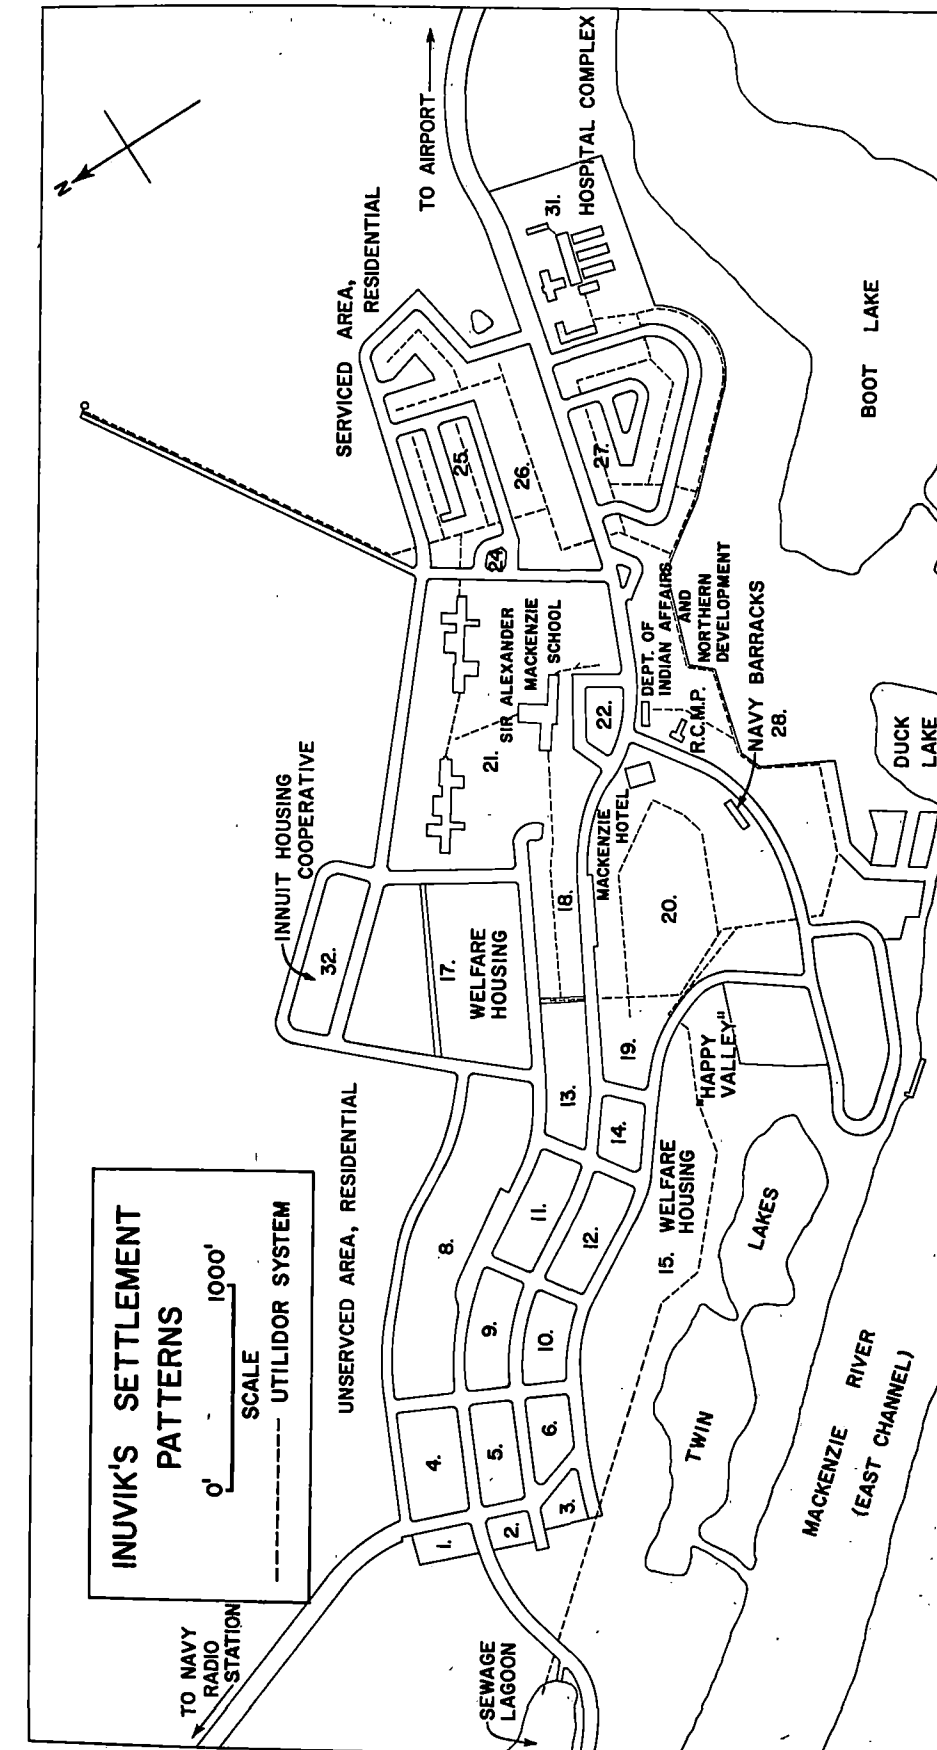 INUVIK'S SETTLEMENT
PATTERNS
0' 1000'
SCALE
UTILIDOR SYSTEM
TO NAVY
RADIO
STATION
SEWAGE
LAGOON
UNSERVCED AREA, RESIDENTIAL
INNUIT HOUSING
COOPERATIVE
SERVICED AREA,
RESIDENTIAL
N
TO AIRPORT
HOSPITAL COMPLEX
31.
1.
2.
3.
4.
5.
6.
8.
9.
10.
11.
12.
13.
14.
15. WELFARE
HOUSING
17.
WELFARE
HOUSING
18.
19.
20.
21.
SIR ALEXANDER
MACKENZIE
SCHOOL
22.
24.
25.
26.
27.
32.
MACKENZIE
HOTEL
DEPT. OF
INDIAN AFFAIRS
AND
NORTHERN
DEVELOPMENT
R.C.M.P.
NAVY BARRACKS
28.
"HAPPY
VALLEY"
TWIN
LAKES
DUCK
LAKE
BOOT LAKE
MACKENZIE RIVER
(EAST CHANNEL)